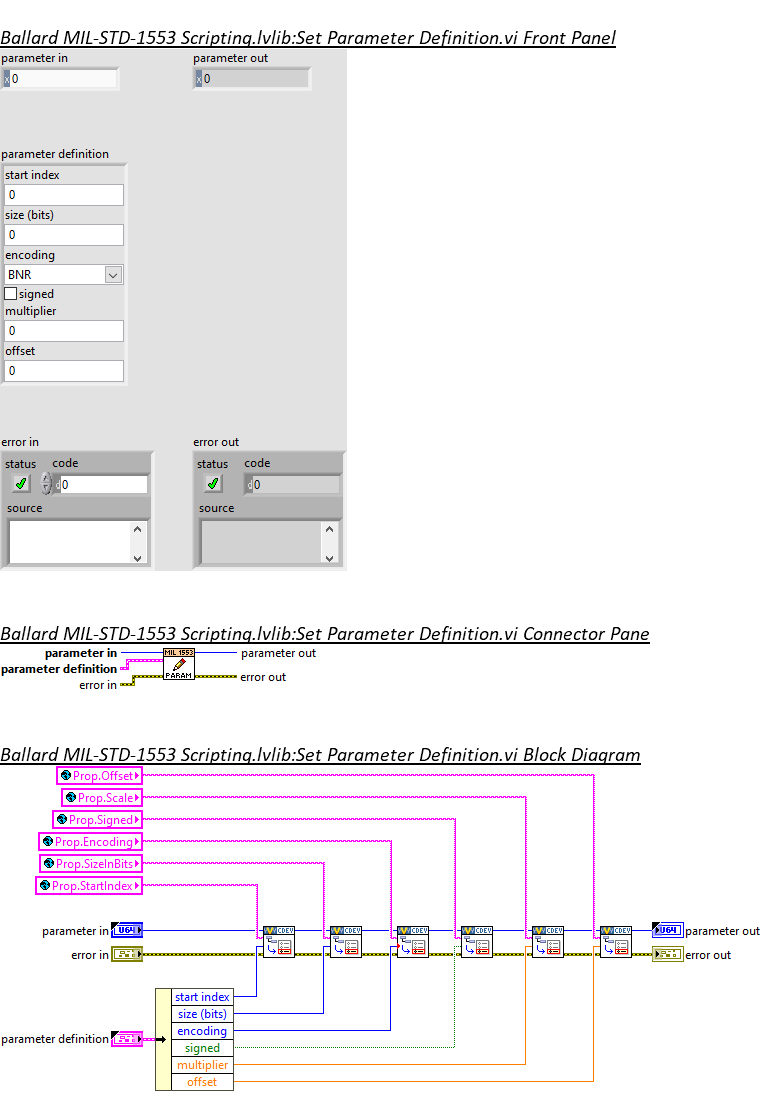 Ballard MIL-STD-1553 Scripting.lvlib:Set Parameter Definition.vi Front Panel
parameter in parameter out
x 0 x 0
parameter definition
start index
0
size (bits)
0
encoding
BNR
signed
multiplier
0
offset
0
error in error out
status code status code
d 0 d 0
source source
Ballard MIL-STD-1553 Scripting.lvlib:Set Parameter Definition.vi Connector Pane
parameter in MIL 1553 parameter out
parameter definition
PARAM error out
error in
Ballard MIL-STD-1553 Scripting.lvlib:Set Parameter Definition.vi Block Diagram
Prop.Offset
Prop.Scale
Prop.Signed
Prop.Encoding
Prop.SizeInBits
Prop.StartIndex
parameter in U64 CDEV CDEV CDEV CDEV CDEV CDEV U64 parameter out
error in error out
start index
size (bits)
encoding
parameter definition
signed
multiplier
offset